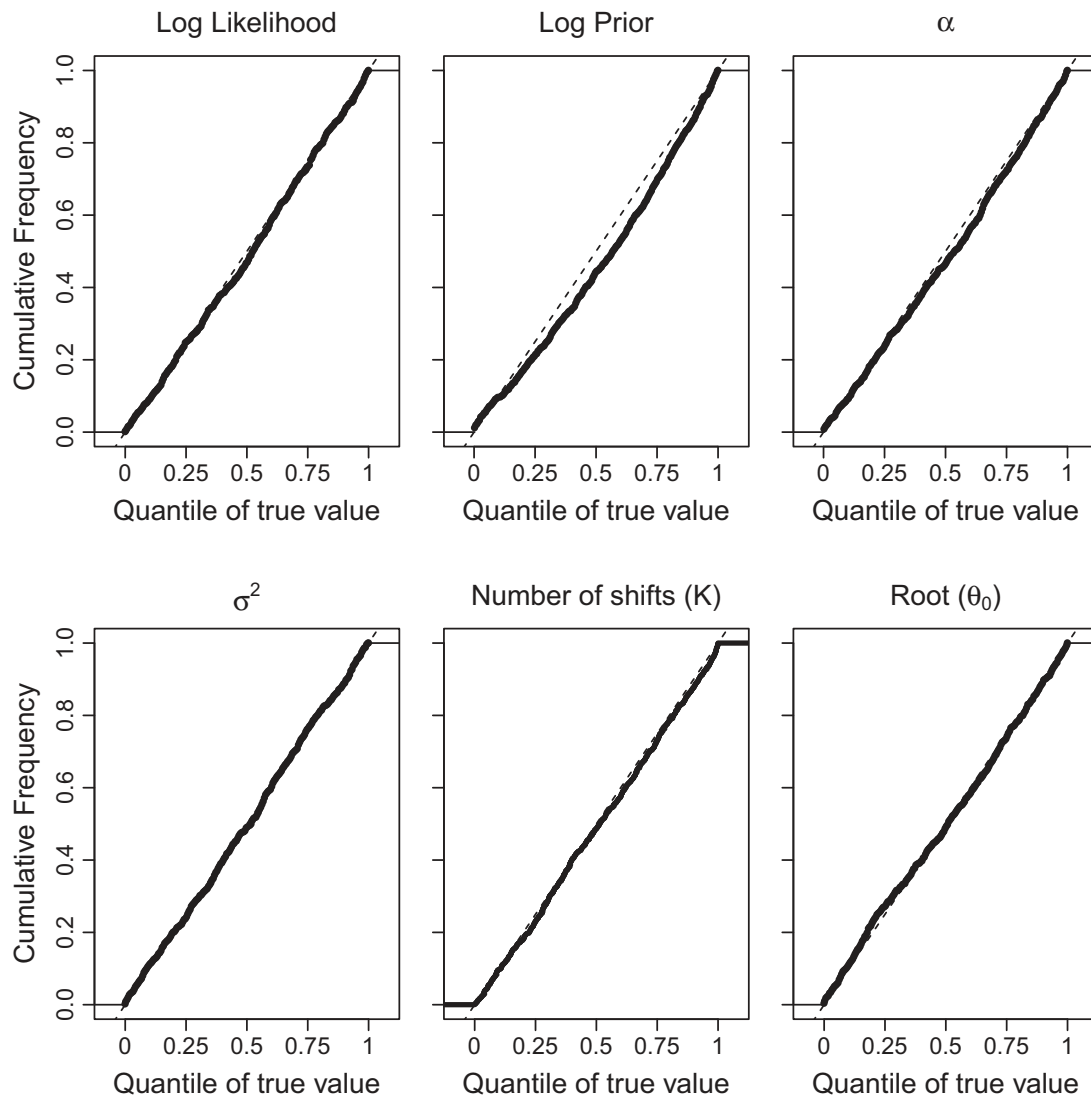 Log Likelihood
Log Prior
α
Cumulative Frequency
1.0
0.8
0.6
0.4
0.2
0.0
0 0.25 0.5 0.75 1
0 0.25 0.5 0.75 1
0 0.25 0.5 0.75 1
Quantile of true value
Quantile of true value
Quantile of true value
σ²
Number of shifts (K)
Root (θ₀)
Cumulative Frequency
1.0
0.8
0.6
0.4
0.2
0.0
0 0.25 0.5 0.75 1
0 0.25 0.5 0.75 1
0 0.25 0.5 0.75 1
Quantile of true value
Quantile of true value
Quantile of true value